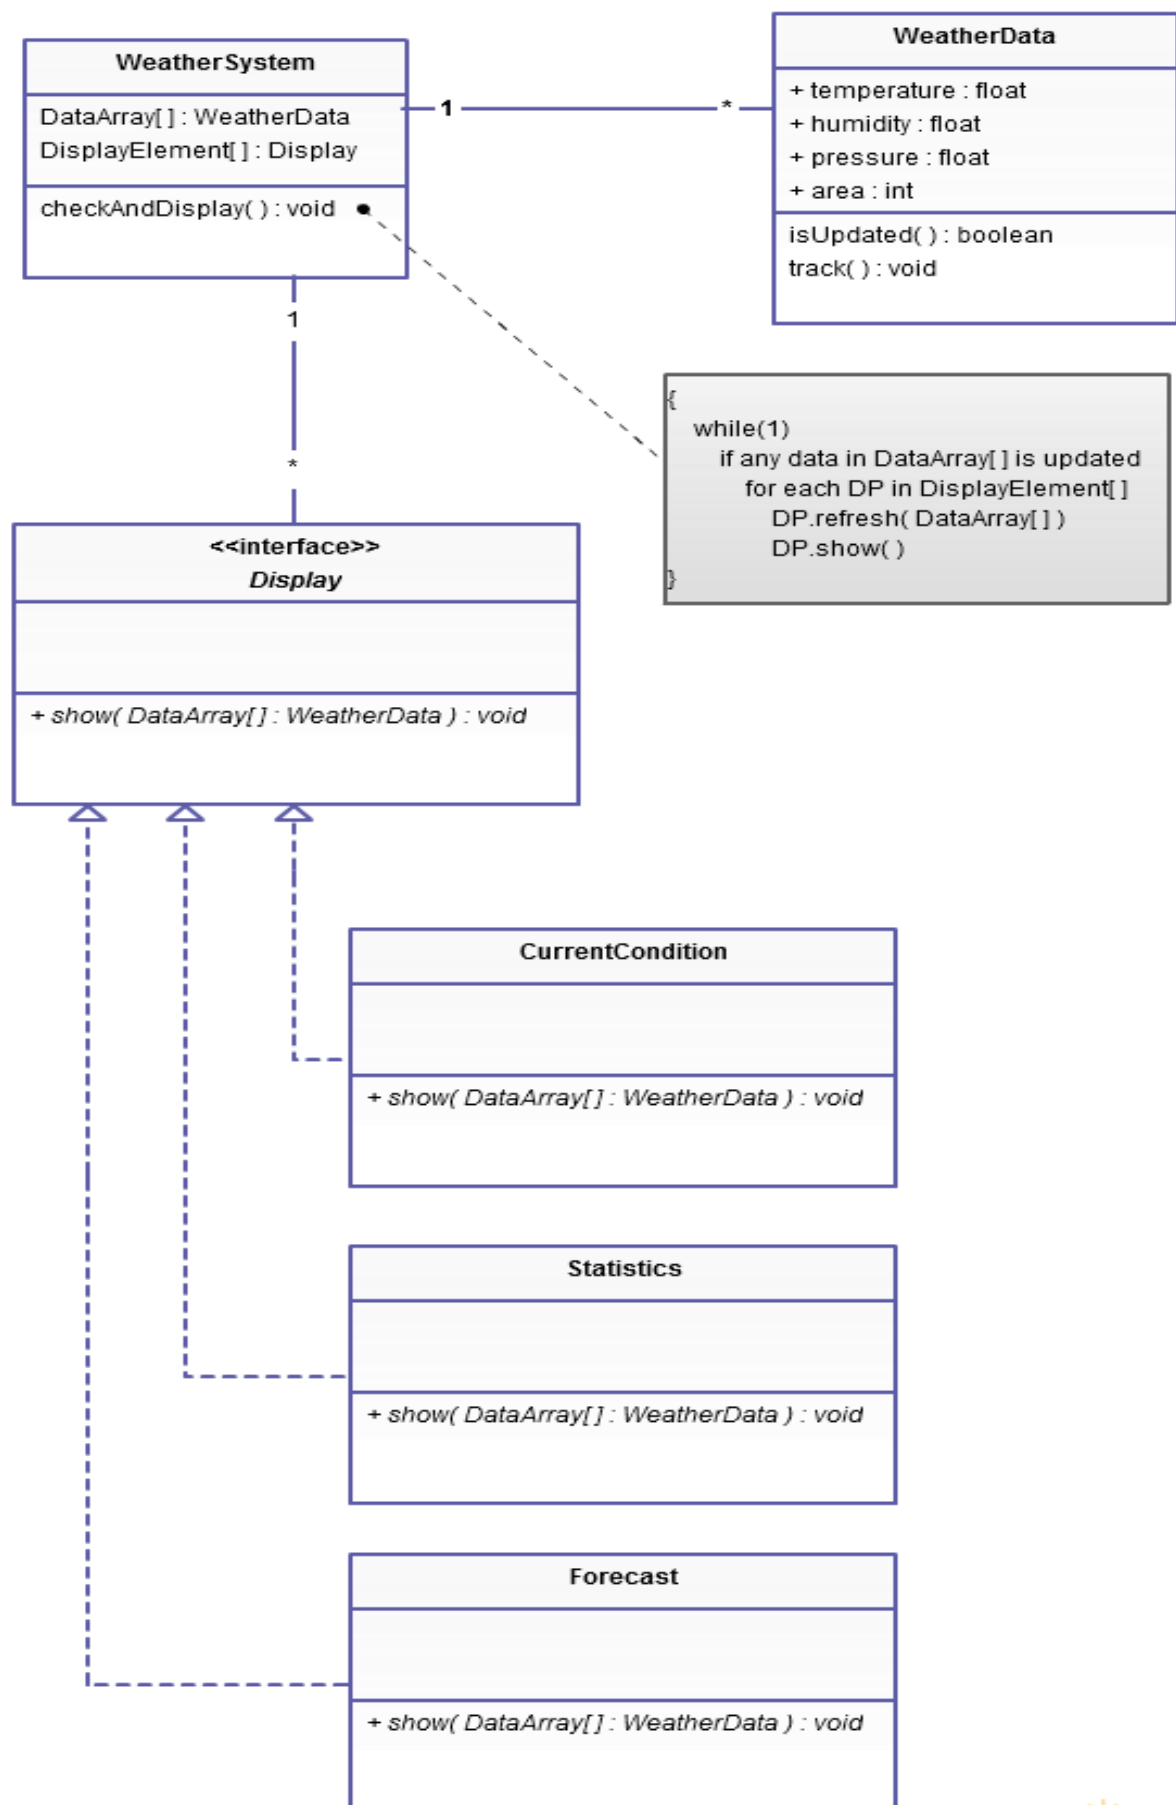 WeatherSystem
DataArray[ ] : WeatherData
DisplayElement[ ] : Display
checkAndDisplay( ) : void
1
*
WeatherData
+ temperature : float
+ humidity : float
+ pressure : float
+ area : int
isUpdated( ) : boolean
track( ) : void
1
*
{
while(1)
if any data in DataArray[ ] is updated
for each DP in DisplayElement[ ]
DP.refresh( DataArray[ ] )
DP.show( )
}
<<interface>>
Display
+ show( DataArray[ ] : WeatherData ) : void
CurrentCondition
+ show( DataArray[ ] : WeatherData ) : void
Statistics
+ show( DataArray[ ] : WeatherData ) : void
Forecast
+ show( DataArray[ ] : WeatherData ) : void